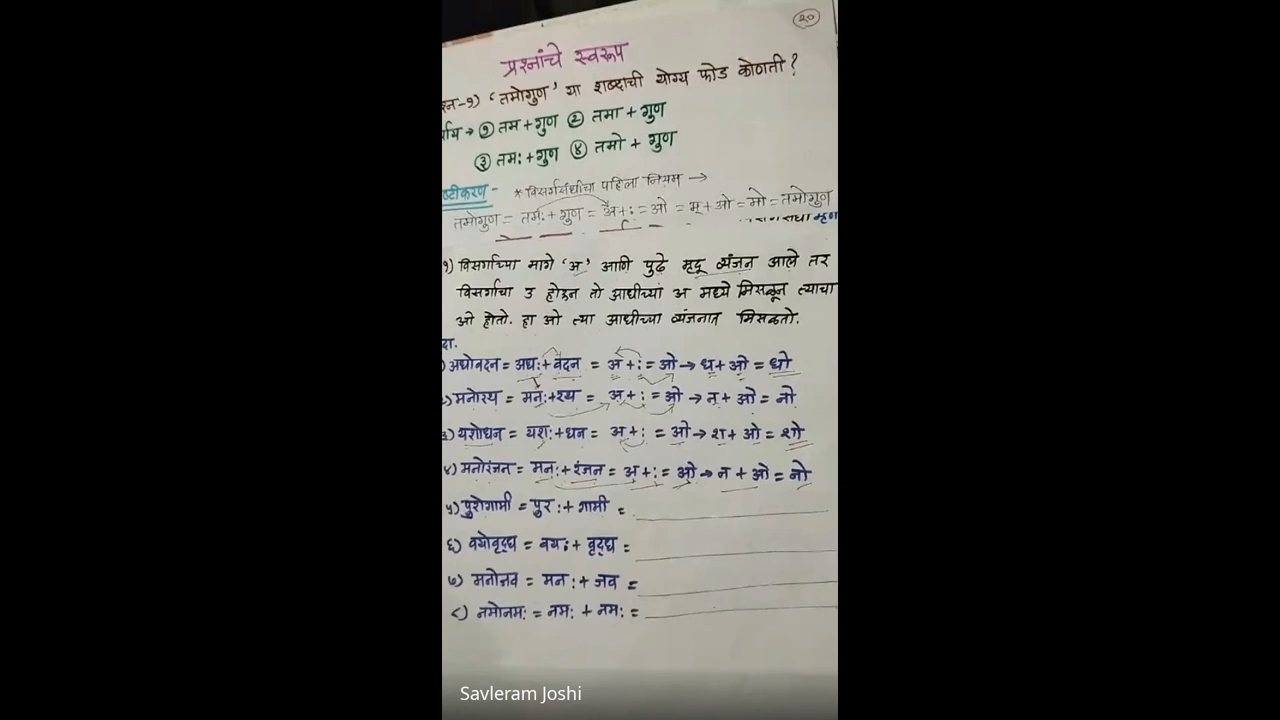 २०
प्रश्नांचे स्वरूप
श्न-१) 'तमोगुण' या शब्दाची योग्य फोड कोणती?
र्याय → ① तम + गुण ② तमा + गुण
③ तमः + गुण ④ तमो + गुण
ष्टीकरण - * विसर्गसंधीचा पहिला नियम →
तमोगुण = तमः + गुण = अ + : = ओ = म् + ओ = मो = तमोगुण
१) विसर्गाच्या मागे 'अ' आणि पुढे मृदू व्यंजन आले तर
विसर्गाचा उ होऊन तो आधीच्या अ मध्ये मिसळून त्याचा
ओ होतो. हा ओ त्या आधीच्या व्यंजनात मिसळतो.
दा.
) अधोवदन = अधः + वदन = अ + : = ओ → ध + ओ = धो
) मनोरथ = मनः + रथ = अ + : = ओ → न + ओ = नो
३) यशोधन = यशः + धन = अ + : = ओ → श + ओ = शो
४) मनोरंजन = मनः + रंजन = अ + : = ओ → न + ओ = नो
५) पुरोगामी = पुरः + गामी =
६) वयोवृद्ध = वयः + वृद्ध =
७) मनोजव = मनः + जव =
८) नमोनमः = नमः + नमः =
Savleram Joshi